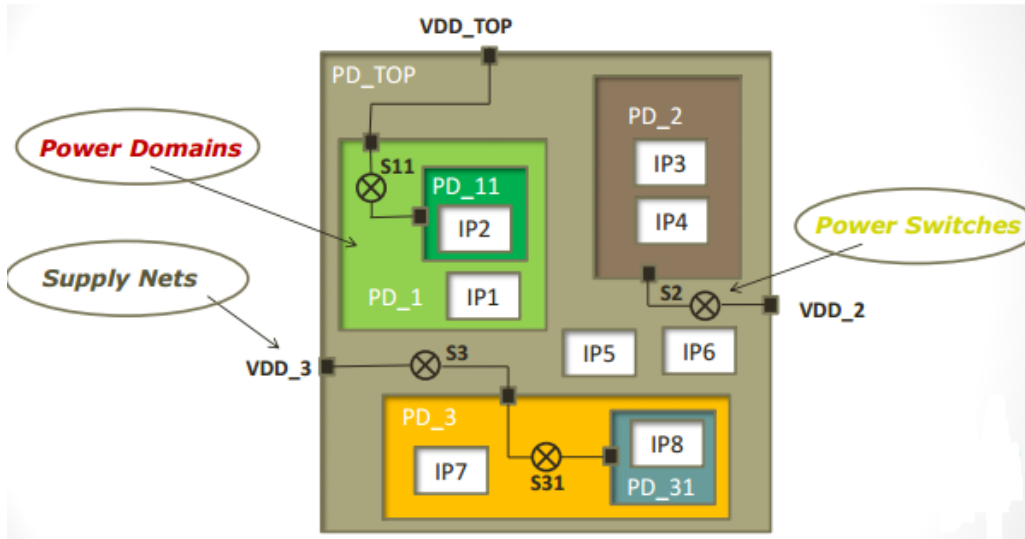 VDD_TOP
PD_TOP
Power Domains
S11
PD_11
IP2
PD_1
IP1
PD_2
IP3
IP4
Power Switches
S2
VDD_2
Supply Nets
VDD_3
S3
IP5
IP6
PD_3
IP7
S31
IP8
PD_31